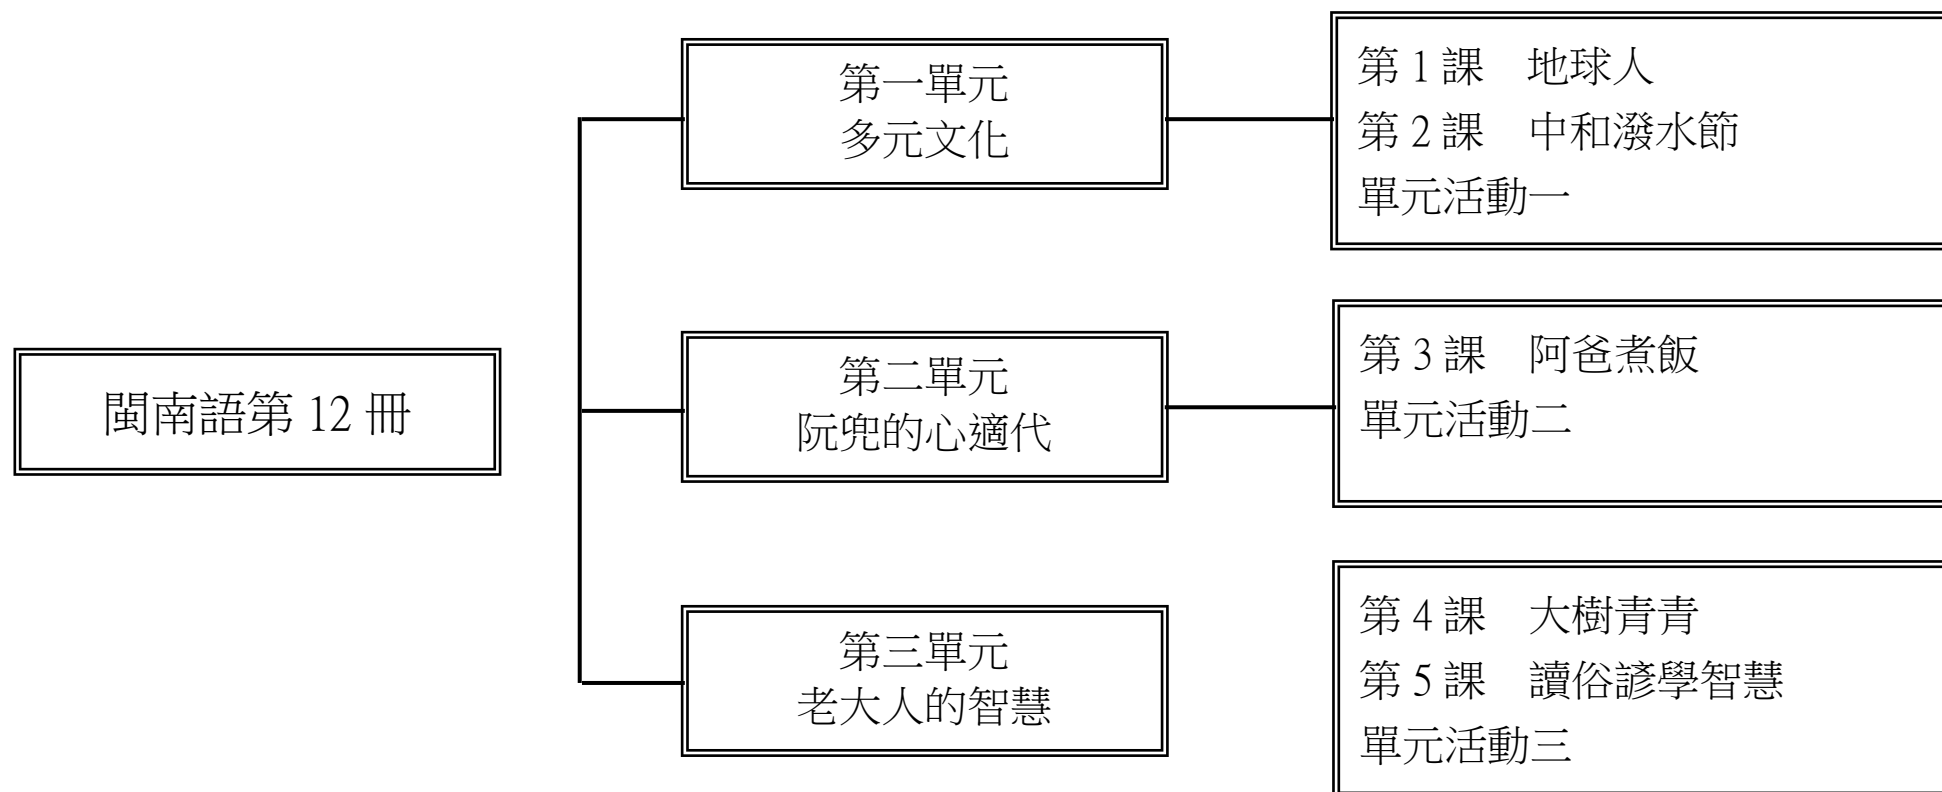 閩南語第 12 冊
第一單元
多元文化
第 1 課　地球人
第 2 課　中和潑水節
單元活動一
第二單元
阮兜的心適代
第 3 課　阿爸煮飯
單元活動二
第三單元
老大人的智慧
第 4 課　大樹青青
第 5 課　讀俗諺學智慧
單元活動三